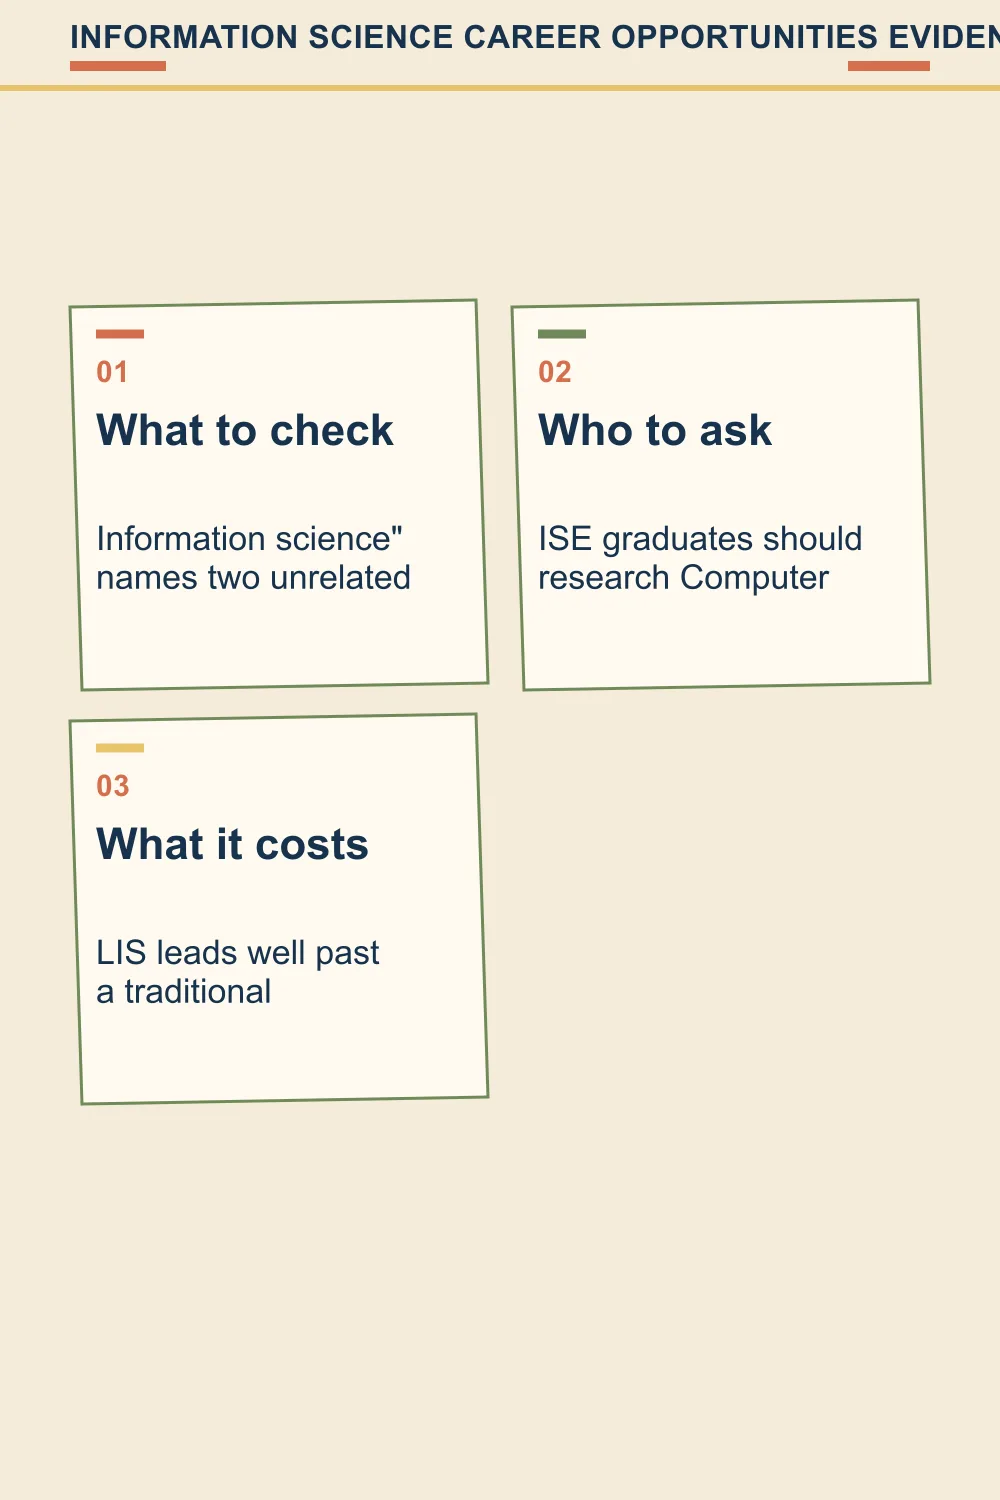 INFORMATION SCIENCE CAREER OPPORTUNITIES EVIDEN
01
What to check
Information science"
names two unrelated
02
Who to ask
ISE graduates should
research Computer
03
What it costs
LIS leads well past
a traditional